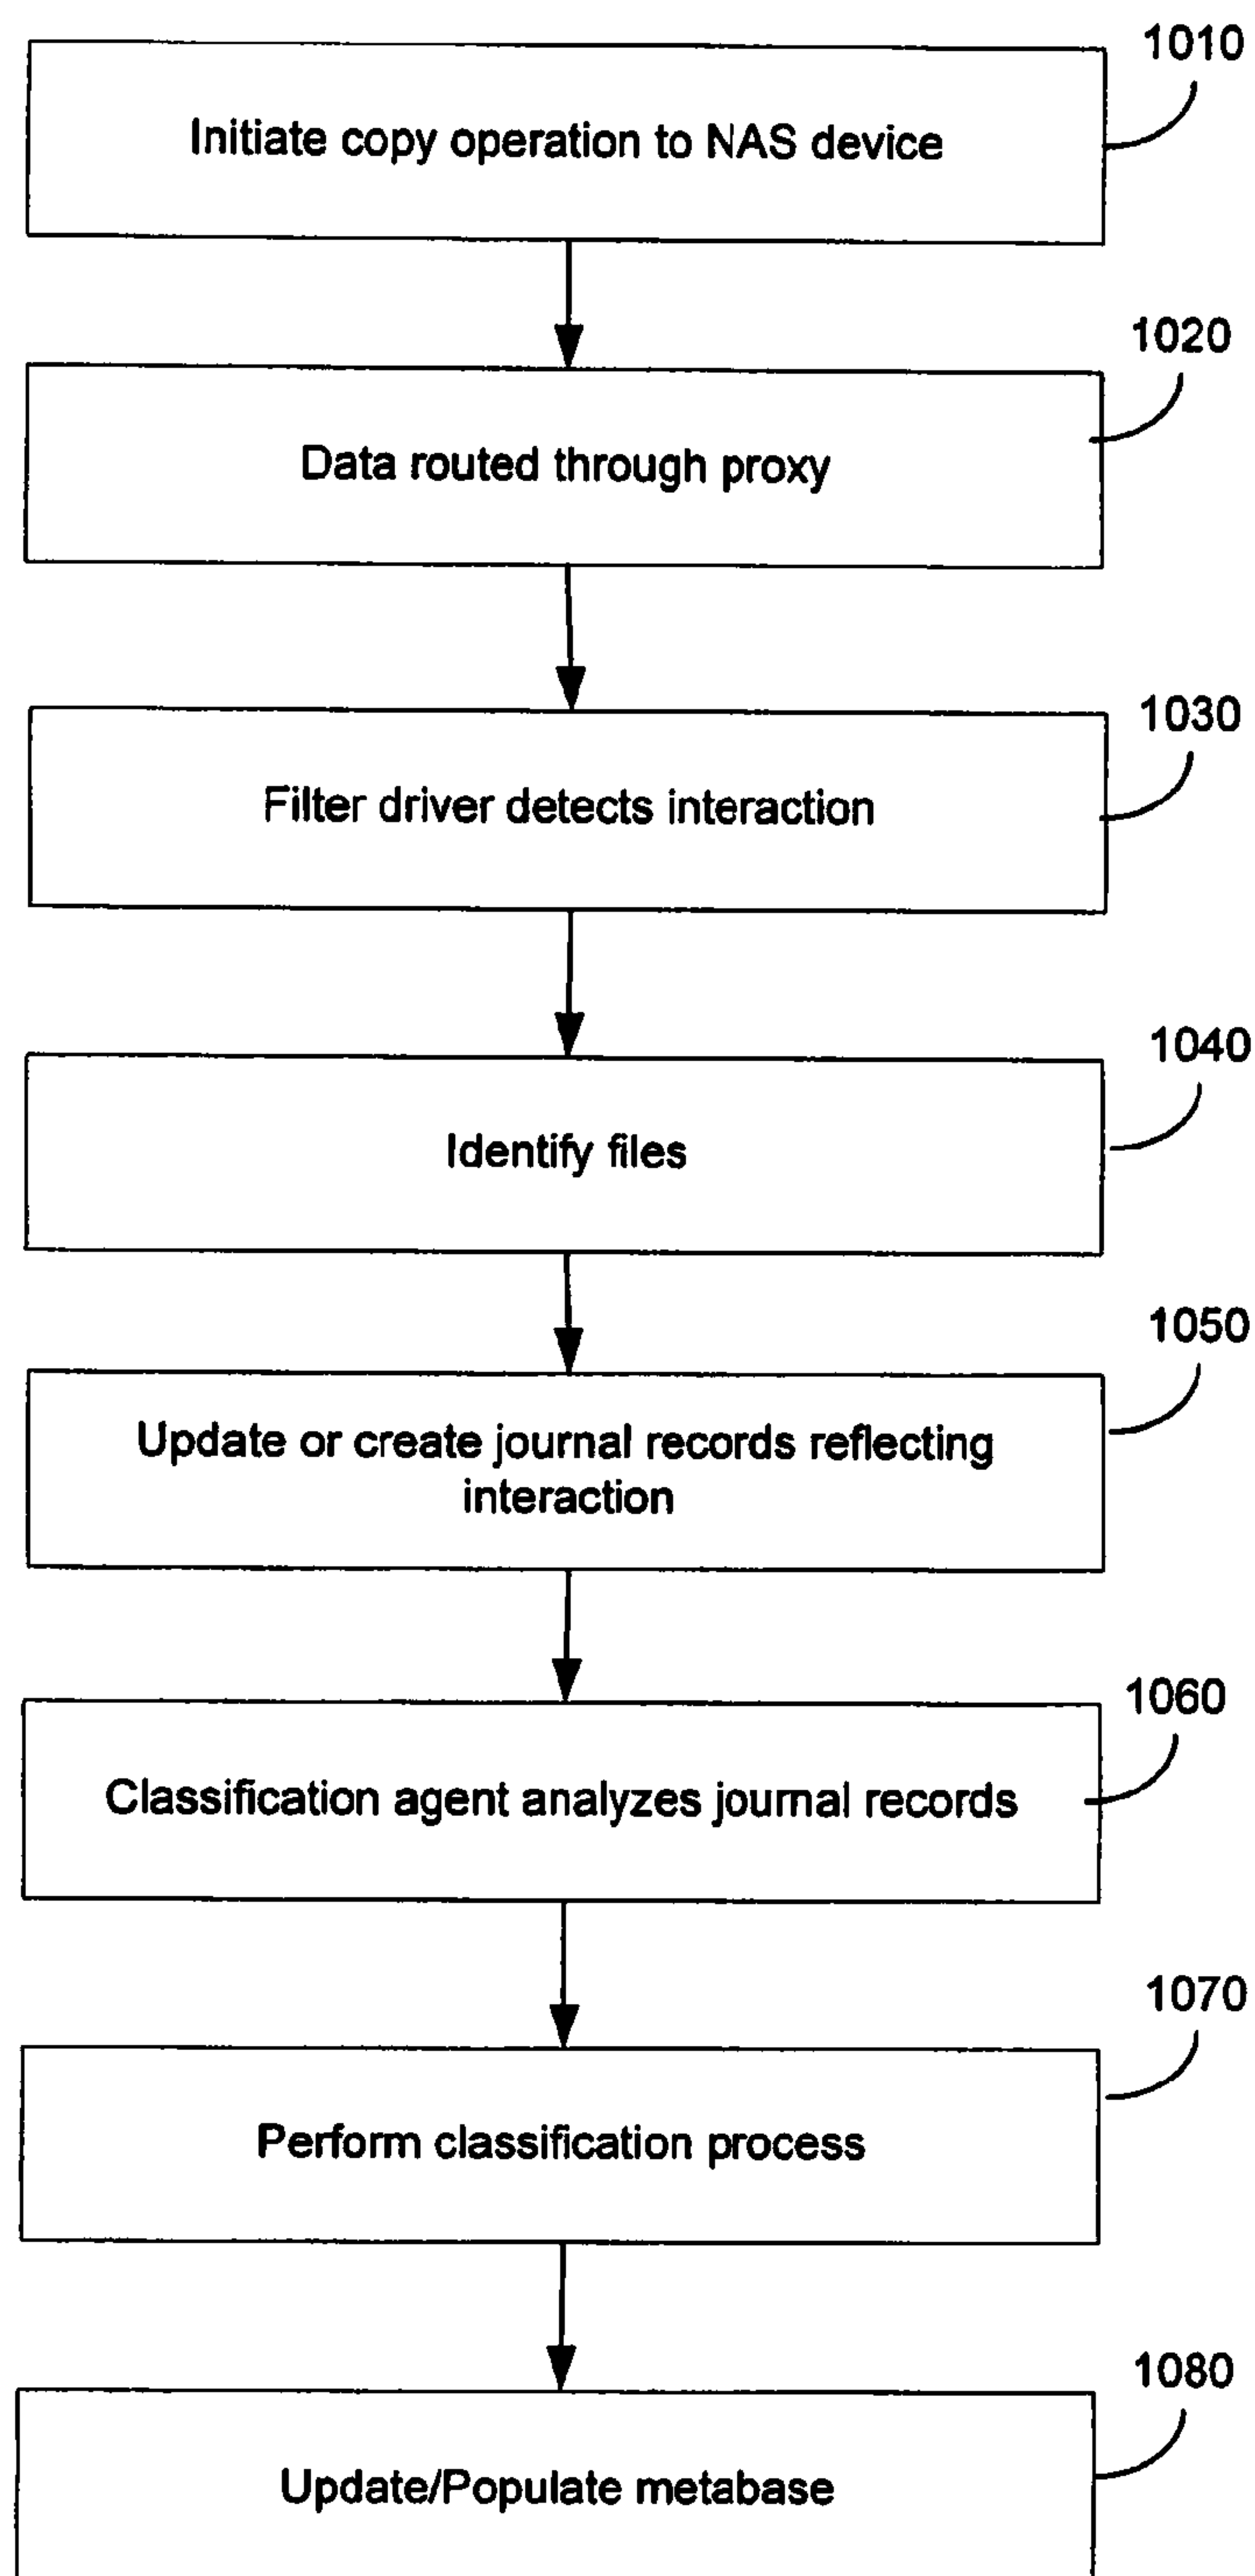 1010
Initiate copy operation to NAS device
1020
Data routed through proxy
1030
Filter driver detects interaction
1040
Identify files
1050
Update or create journal records reflecting
interaction
1060
Classification agent analyzes journal records
1070
Perform classification process
1080
Update/Populate metabase